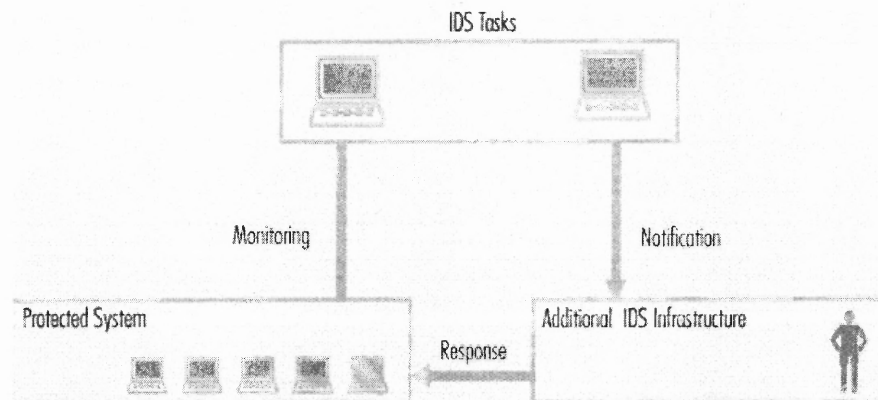 IDS Tasks
Monitoring
Notification
Protected System
Additional IDS Infrastructure
Response